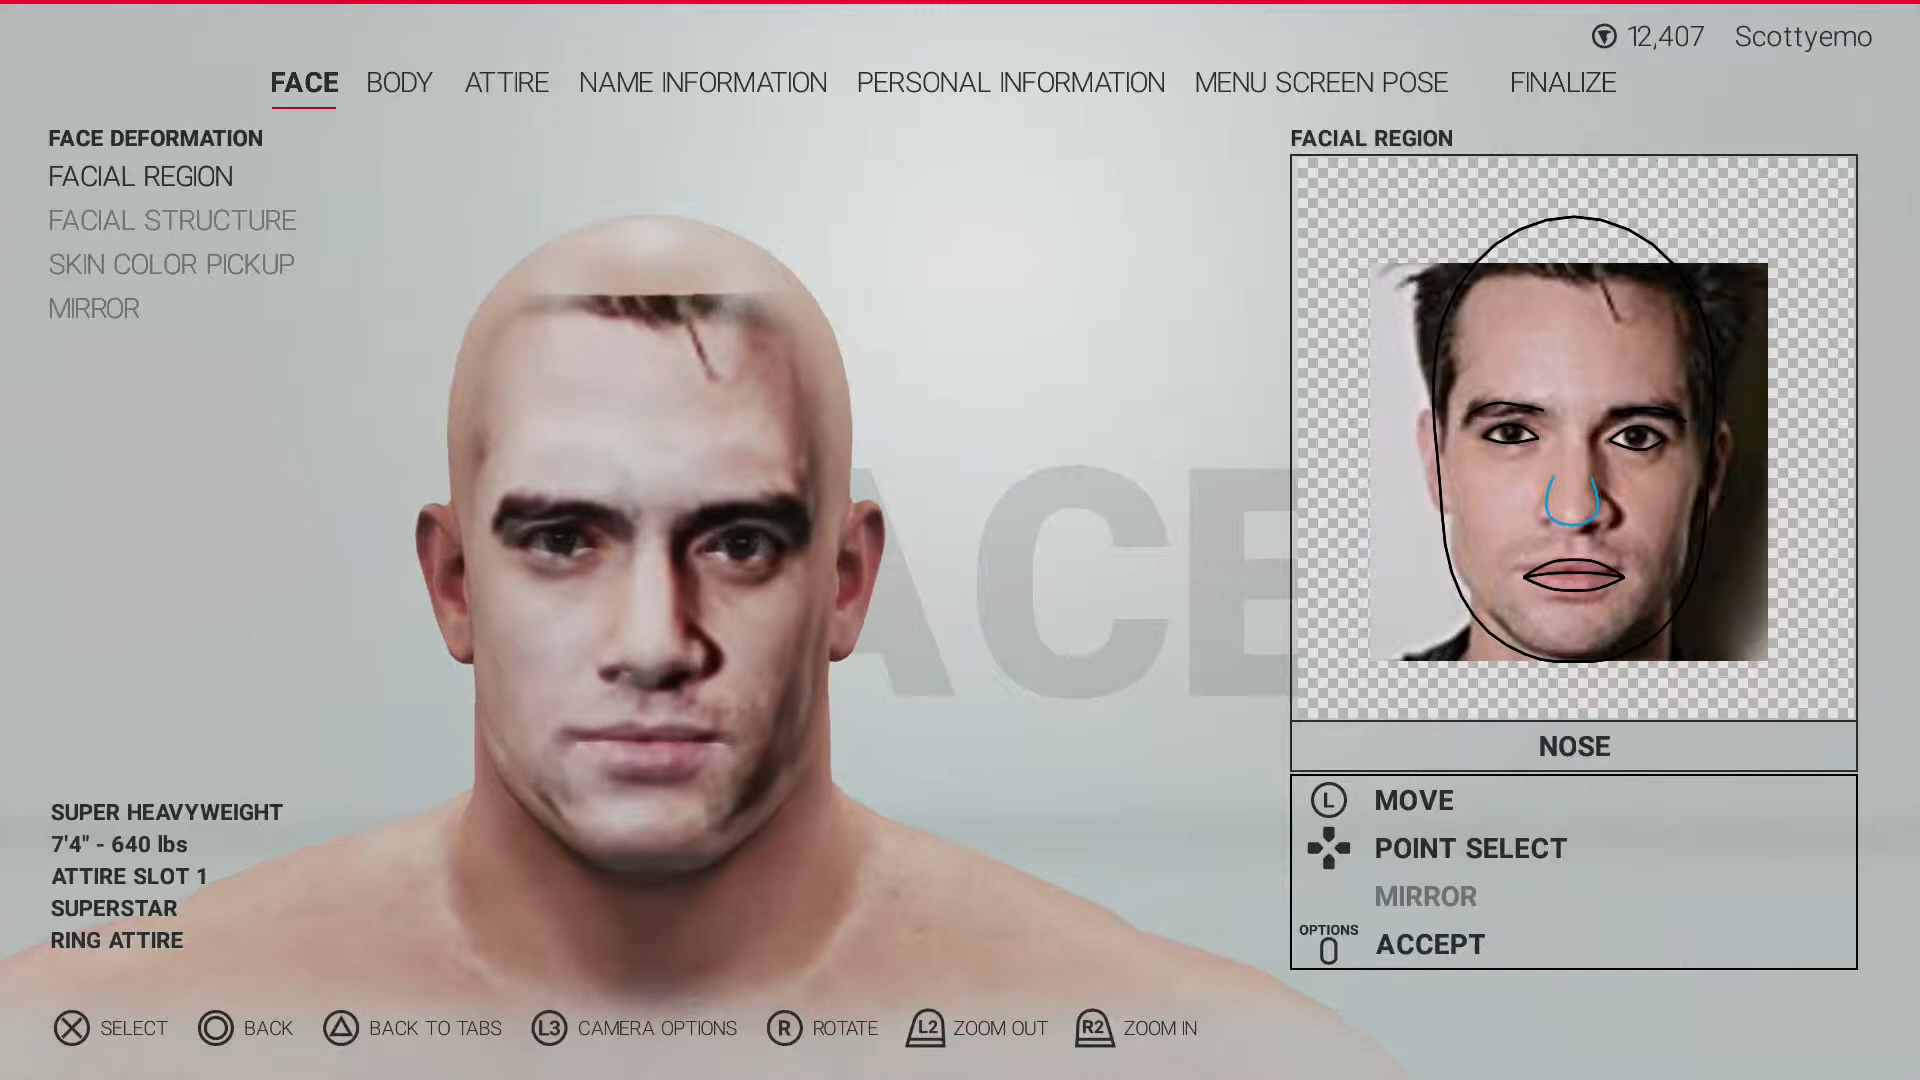 12,407 Scottyemo
FACE BODY ATTIRE NAME INFORMATION PERSONAL INFORMATION MENU SCREEN POSE FINALIZE
FACE DEFORMATION
FACIAL REGION
FACIAL STRUCTURE
SKIN COLOR PICKUP
MIRROR
FACE
FACIAL REGION
NOSE
L MOVE
POINT SELECT
MIRROR
OPTIONS ACCEPT
SUPER HEAVYWEIGHT
7'4" - 640 lbs
ATTIRE SLOT 1
SUPERSTAR
RING ATTIRE
SELECT BACK BACK TO TABS L3 CAMERA OPTIONS R ROTATE L2 ZOOM OUT R2 ZOOM IN